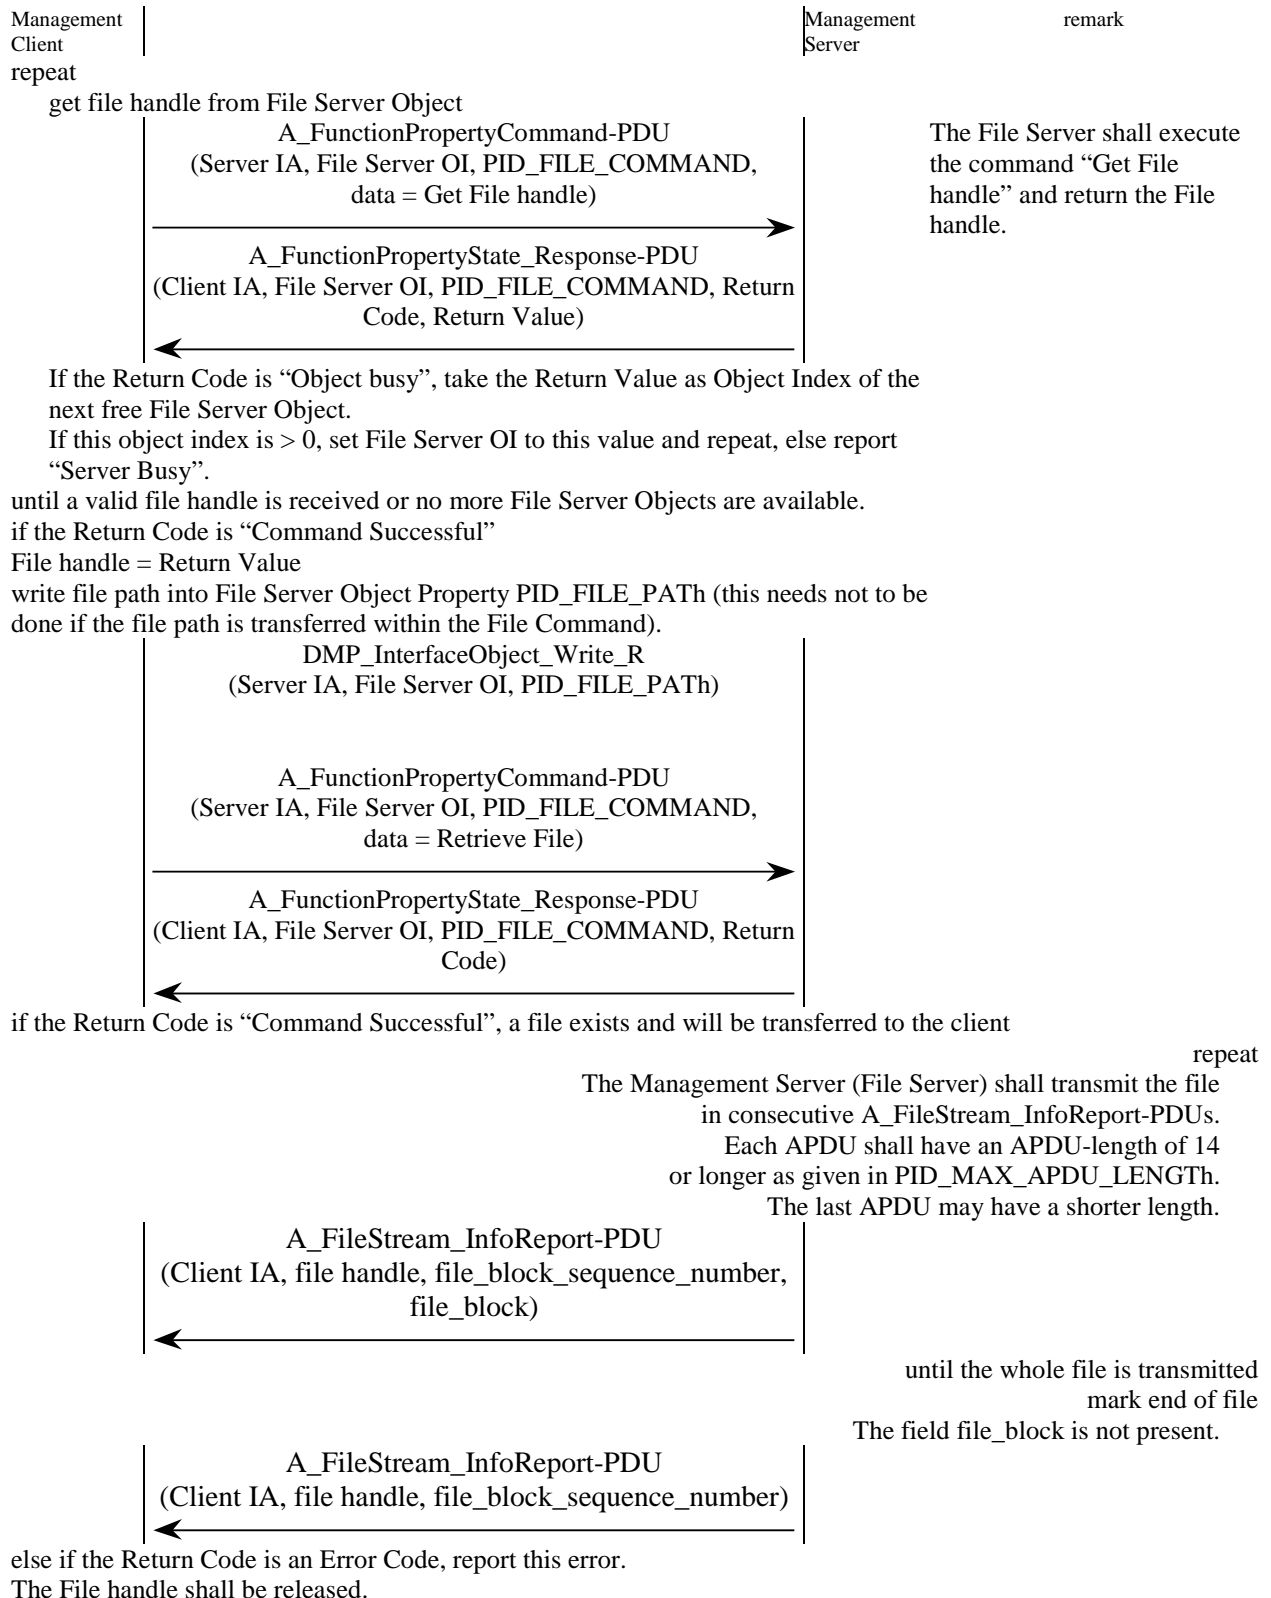 Management
Client
Management
Server
remark
repeat
get file handle from File Server Object
A_FunctionPropertyCommand-PDU
(Server IA, File Server OI, PID_FILE_COMMAND,
data = Get File handle)
The File Server shall execute
the command “Get File
handle” and return the File
handle.
A_FunctionPropertyState_Response-PDU
(Client IA, File Server OI, PID_FILE_COMMAND, Return
Code, Return Value)
If the Return Code is “Object busy”, take the Return Value as Object Index of the
next free File Server Object.
If this object index is > 0, set File Server OI to this value and repeat, else report
“Server Busy”.
until a valid file handle is received or no more File Server Objects are available.
if the Return Code is “Command Successful”
File handle = Return Value
write file path into File Server Object Property PID_FILE_PATh (this needs not to be
done if the file path is transferred within the File Command).
DMP_InterfaceObject_Write_R
(Server IA, File Server OI, PID_FILE_PATh)
A_FunctionPropertyCommand-PDU
(Server IA, File Server OI, PID_FILE_COMMAND,
data = Retrieve File)
A_FunctionPropertyState_Response-PDU
(Client IA, File Server OI, PID_FILE_COMMAND, Return
Code)
if the Return Code is “Command Successful”, a file exists and will be transferred to the client
repeat
The Management Server (File Server) shall transmit the file
in consecutive A_FileStream_InfoReport-PDUs.
Each APDU shall have an APDU-length of 14
or longer as given in PID_MAX_APDU_LENGTh.
The last APDU may have a shorter length.
A_FileStream_InfoReport-PDU
(Client IA, file handle, file_block_sequence_number,
file_block)
until the whole file is transmitted
mark end of file
The field file_block is not present.
A_FileStream_InfoReport-PDU
(Client IA, file handle, file_block_sequence_number)
else if the Return Code is an Error Code, report this error.
The File handle shall be released.